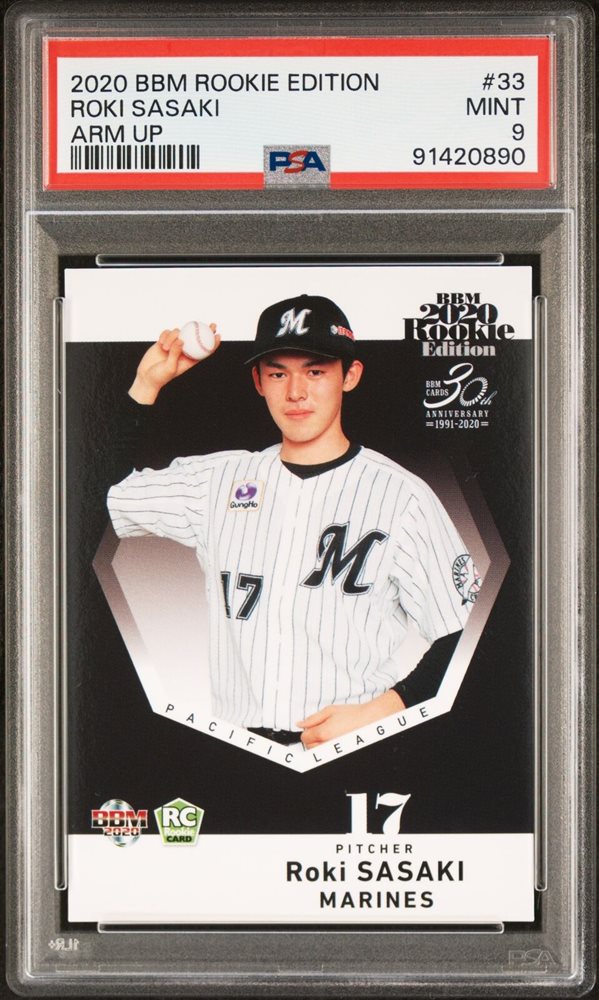 2020 BBM ROOKIE EDITION #33
ROKI SASAKI MINT
ARM UP 9
PSA 91420890
BBM
2020
Rookie
Edition
BBM CARDS 30th
ANNIVERSARY
1991-2020
M
GungHo
M
17
MARINES
PACIFIC LEAGUE
BBM
2020
RC
Rookie
CARD
17
PITCHER
Roki SASAKI
MARINES
PSA